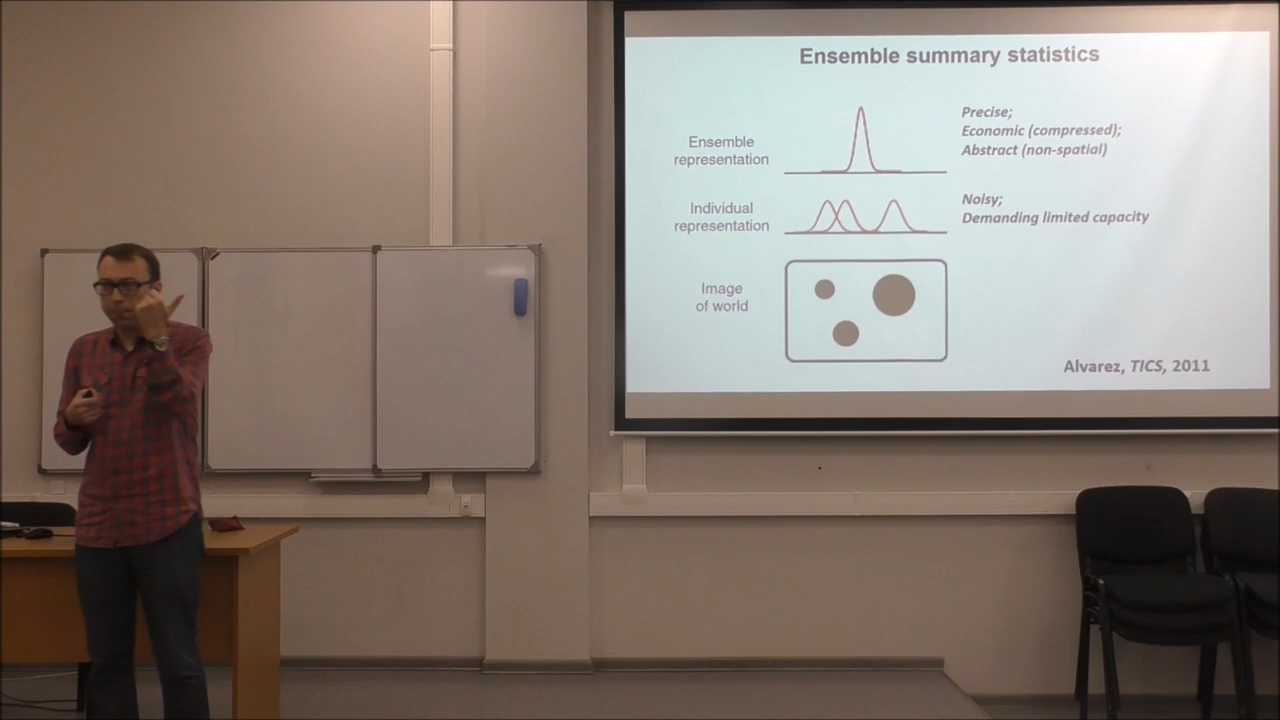 Ensemble summary statistics
Ensemble
representation
Precise;
Economic (compressed);
Abstract (non-spatial)
Individual
representation
Noisy;
Demanding limited capacity
Image
of world
Alvarez, TICS, 2011